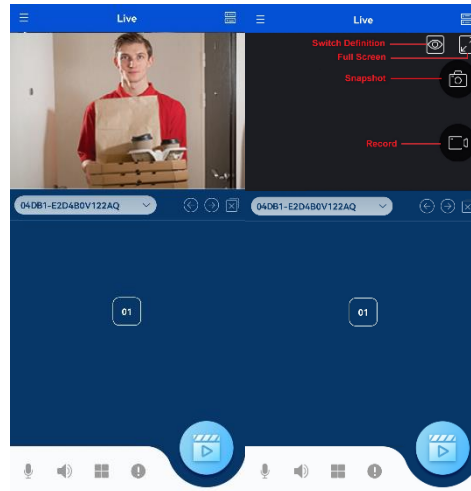 Live
04DB1-E2D4B0V122AQ
01
Live
Switch Definition
Full Screen
Snapshot
Record
04DB1-E2D4B0V122AQ
01